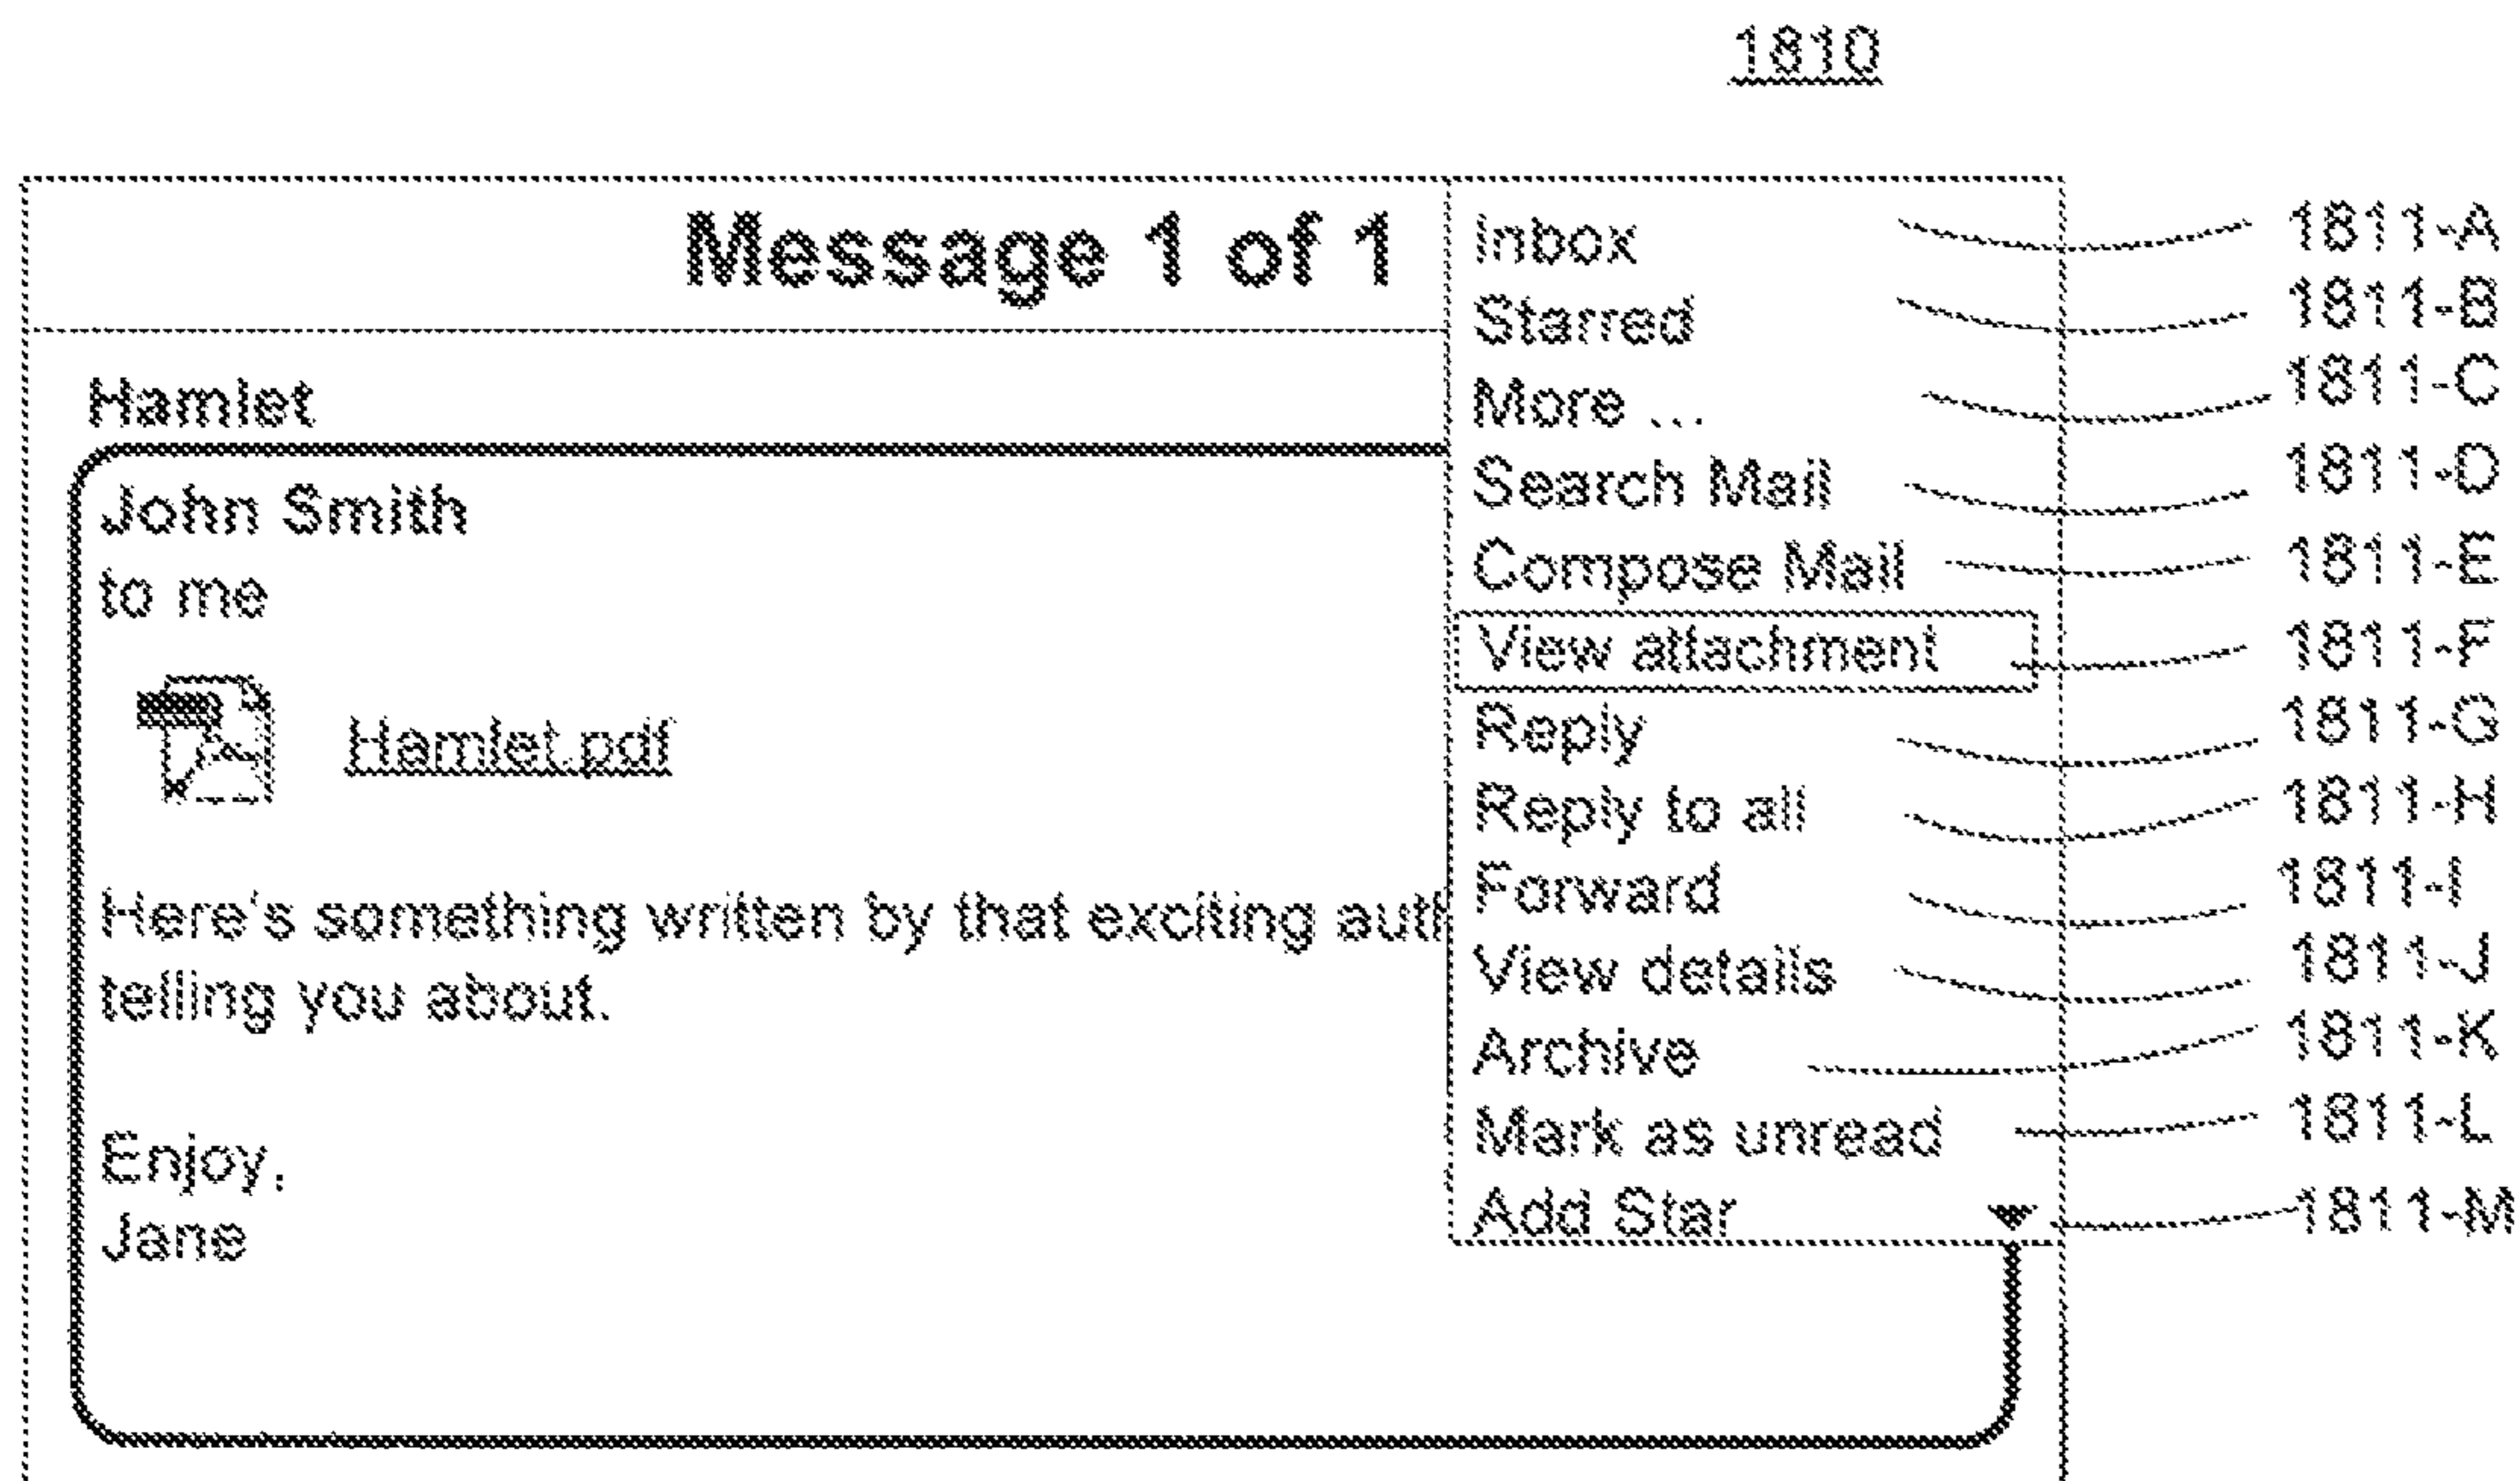 1810
Message 1 of 1
Hamlet
John Smith
to me
Hamlet.pdf
Here's something written by that exciting auth
telling you about.
Enjoy,
Jane
Inbox 1811-A
Starred 1811-B
More ... 1811-C
Search Mail 1811-D
Compose Mail 1811-E
View attachment 1811-F
Reply 1811-G
Reply to all 1811-H
Forward 1811-I
View details 1811-J
Archive 1811-K
Mark as unread 1811-L
Add Star 1811-M